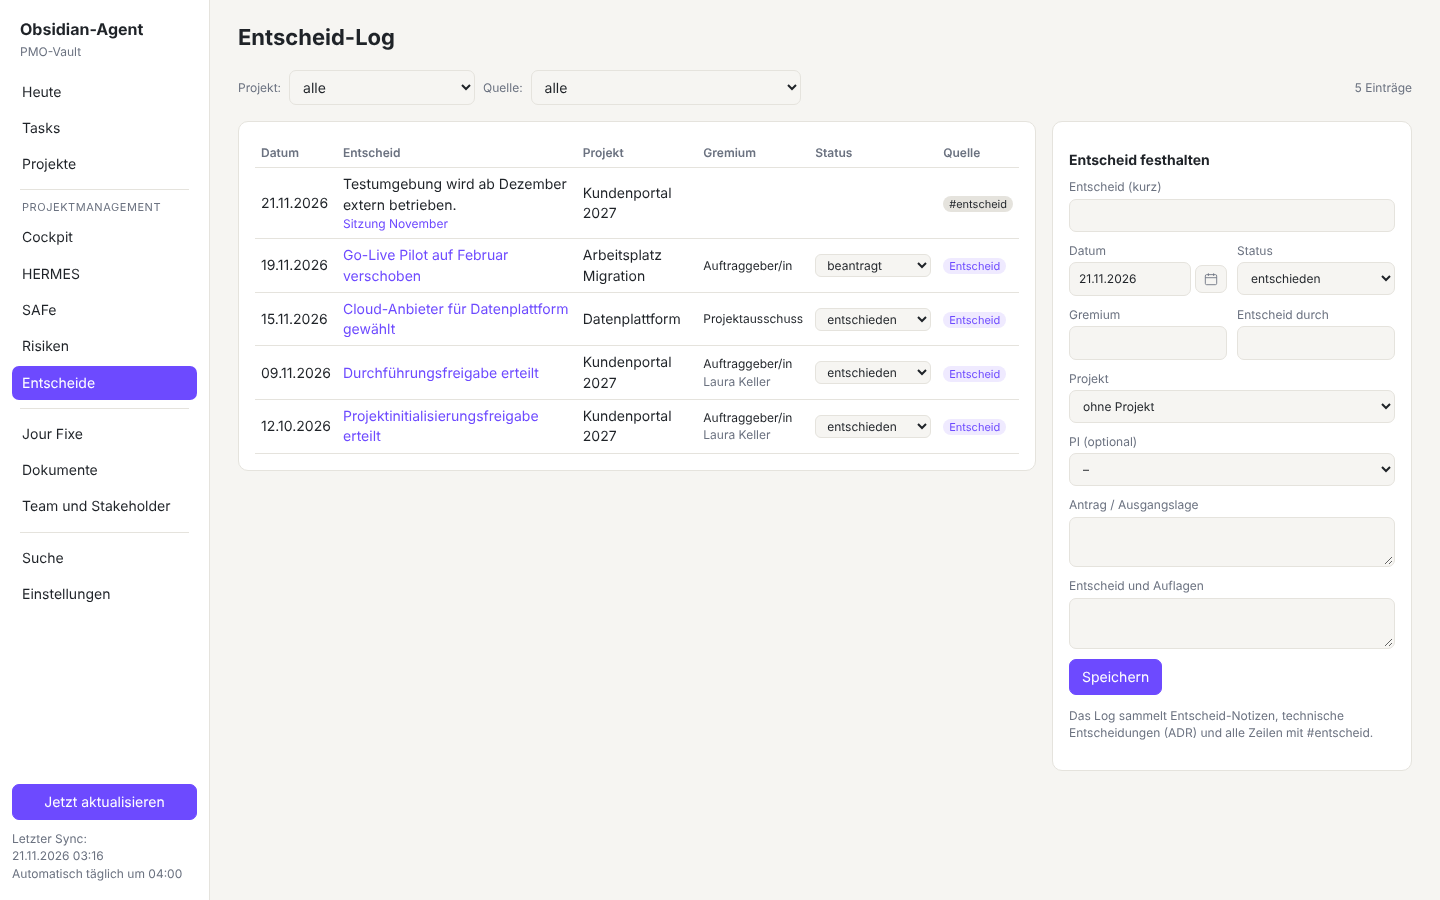 Obsidian-Agent
PMO-Vault
Heute
Tasks
Projekte
PROJEKTMANAGEMENT
Cockpit
HERMES
SAFe
Risiken
Entscheide
Jour Fixe
Dokumente
Team und Stakeholder
Suche
Einstellungen
Jetzt aktualisieren
Letzter Sync:
21.11.2026 03:16
Automatisch täglich um 04:00
Entscheid-Log
Projekt: alle Quelle: alle 5 Einträge
Datum Entscheid Projekt Gremium Status Quelle
21.11.2026 Testumgebung wird ab Dezember extern betrieben. Sitzung November Kundenportal 2027 #entscheid
19.11.2026 Go-Live Pilot auf Februar verschoben Arbeitsplatz Migration Auftraggeber/in beantragt Entscheid
15.11.2026 Cloud-Anbieter für Datenplattform gewählt Datenplattform Projektausschuss entschieden Entscheid
09.11.2026 Durchführungsfreigabe erteilt Kundenportal 2027 Auftraggeber/in Laura Keller entschieden Entscheid
12.10.2026 Projektinitialisierungsfreigabe erteilt Kundenportal 2027 Auftraggeber/in Laura Keller entschieden Entscheid
Entscheid festhalten
Entscheid (kurz)
Datum Status
21.11.2026 entschieden
Gremium Entscheid durch
Projekt
ohne Projekt
PI (optional)
–
Antrag / Ausgangslage
Entscheid und Auflagen
Speichern
Das Log sammelt Entscheid-Notizen, technische
Entscheidungen (ADR) und alle Zeilen mit #entscheid.